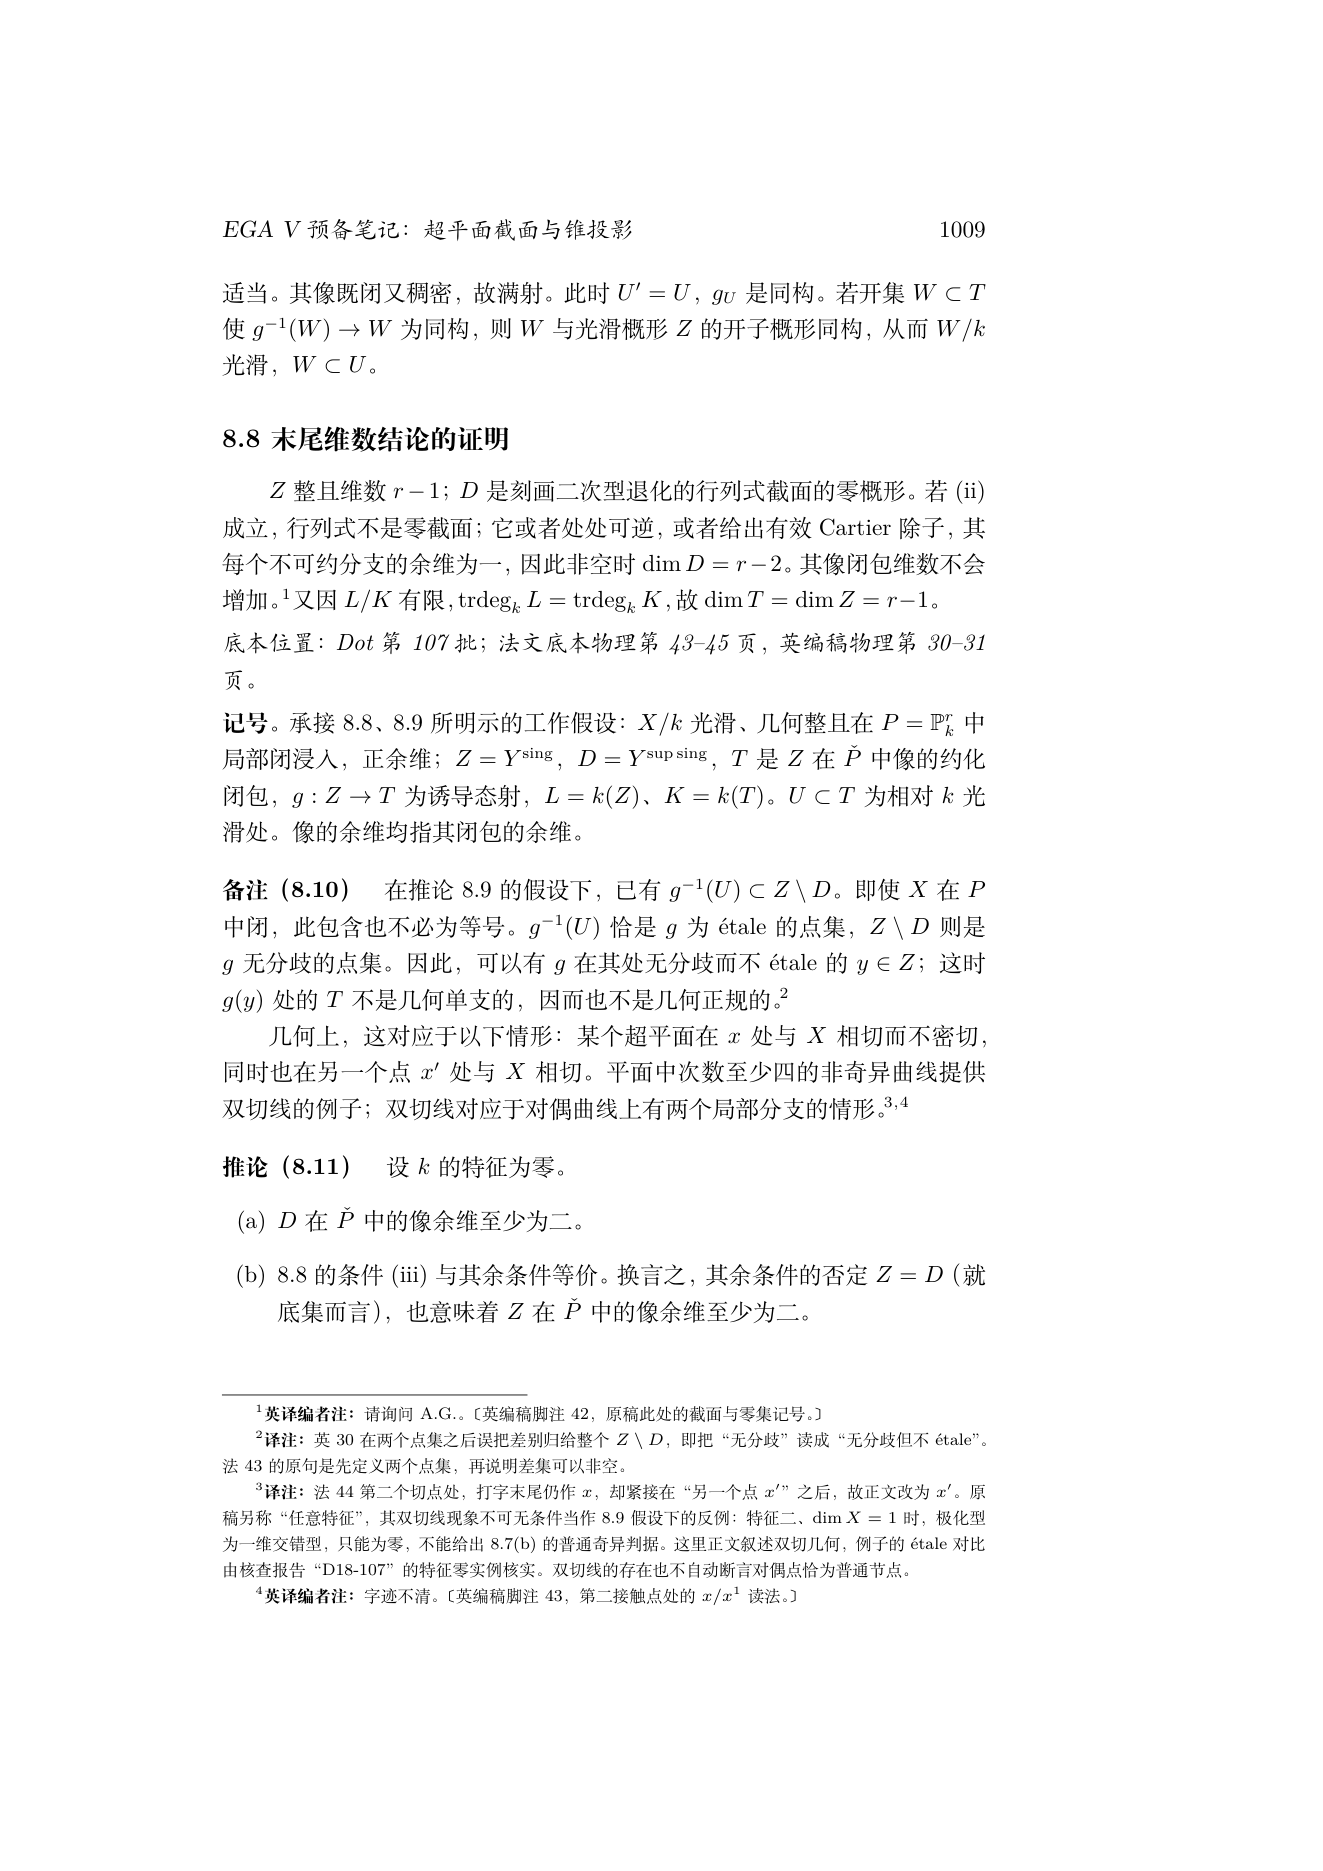 EGA V 预备笔记：超平面截面与锥投影 1009
适当。其像既闭又稠密，故满射。此时 U′ = U，g_U 是同构。若开集 W ⊂ T
使 g⁻¹(W) → W 为同构，则 W 与光滑概形 Z 的开子概形同构，从而 W/k
光滑，W ⊂ U。
8.8 末尾维数结论的证明
Z 整且维数 r − 1；D 是刻画二次型退化的行列式截面的零概形。若 (ii)
成立，行列式不是零截面；它或者处处可逆，或者给出有效 Cartier 除子，其
每个不可约分支的余维为一，因此非空时 dim D = r − 2。其像闭包维数不会
增加。¹又因 L/K 有限，trdeg_k L = trdeg_k K，故 dim T = dim Z = r−1。
底本位置：Dot 第 107 批；法文底本物理第 43–45 页，英编稿物理第 30–31
页。
记号。承接 8.8、8.9 所明示的工作假设：X/k 光滑、几何整且在 P = ℙ^r_k 中
局部闭浸入，正余维；Z = Y^sing，D = Y^sup sing，T 是 Z 在 P̌ 中像的约化
闭包，g : Z → T 为诱导态射，L = k(Z)、K = k(T)。U ⊂ T 为相对 k 光
滑处。像的余维均指其闭包的余维。
备注（8.10） 在推论 8.9 的假设下，已有 g⁻¹(U) ⊂ Z \ D。即使 X 在 P
中闭，此包含也不必为等号。g⁻¹(U) 恰是 g 为 étale 的点集，Z \ D 则是
g 无分歧的点集。因此，可以有 g 在其处无分歧而不 étale 的 y ∈ Z；这时
g(y) 处的 T 不是几何单支的，因而也不是几何正规的。²
几何上，这对应于以下情形：某个超平面在 x 处与 X 相切而不密切，
同时也在另一个点 x′ 处与 X 相切。平面中次数至少四的非奇异曲线提供
双切线的例子；双切线对应于对偶曲线上有两个局部分支的情形。³,⁴
推论（8.11） 设 k 的特征为零。
(a) D 在 P̌ 中的像余维至少为二。
(b) 8.8 的条件 (iii) 与其余条件等价。换言之，其余条件的否定 Z = D（就
底集而言），也意味着 Z 在 P̌ 中的像余维至少为二。
¹英译编者注：请询问 A.G.。〔英编稿脚注 42，原稿此处的截面与零集记号。〕
²译注：英 30 在两个点集之后误把差别归给整个 Z \ D，即把“无分歧”读成“无分歧但不 étale”。
法 43 的原句是先定义两个点集，再说明差集可以非空。
³译注：法 44 第二个切点处，打字末尾仍作 x，却紧接在“另一个点 x′”之后，故正文改为 x′。原
稿另称“任意特征”，其双切线现象不可无条件当作 8.9 假设下的反例：特征二、dim X = 1 时，极化型
为一维交错型，只能为零，不能给出 8.7(b) 的普通奇异判据。这里正文叙述双切几何，例子的 étale 对比
由核查报告“D18-107”的特征零实例核实。双切线的存在也不自动断言对偶点恰为普通节点。
⁴英译编者注：字迹不清。〔英编稿脚注 43，第二接触点处的 x/x¹ 读法。〕